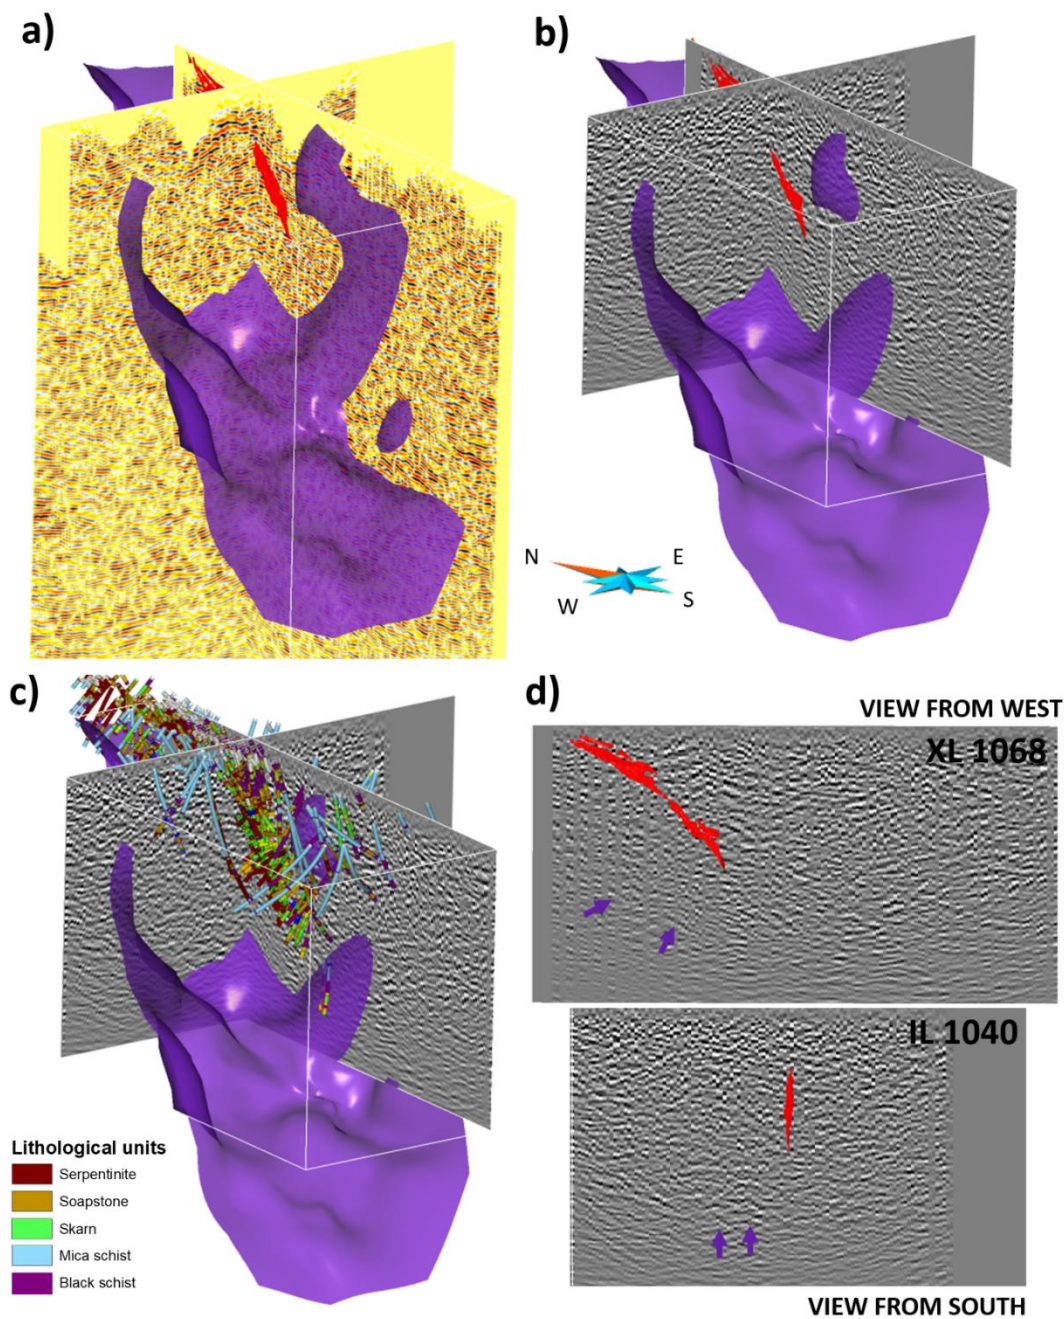 a)
b)
N
E
W
S
c)
d)
VIEW FROM WEST
XL 1068
IL 1040
VIEW FROM SOUTH
Lithological units
Serpentinite
Soapstone
Skarn
Mica schist
Black schist